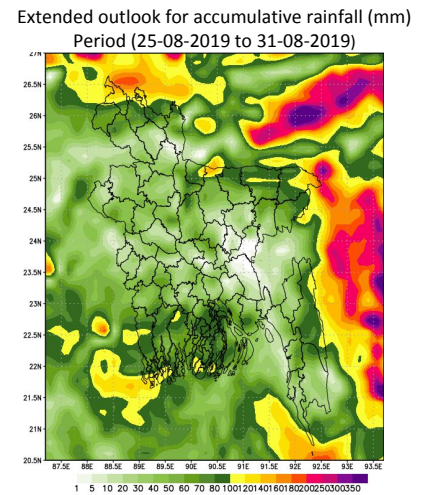 Extended outlook for accumulative rainfall (mm)
Period (25-08-2019 to 31-08-2019)
27N
26.5N
26N
25.5N
25N
24.5N
24N
23.5N
23N
22.5N
22N
21.5N
21N
20.5N
87.5E 88E 88.5E 89E 89.5E 90E 90.5E 91E 91.5E 92E 92.5E 93E 93.5E
1 5 10 20 30 40 50 60 70 80 100120140160180200250300350